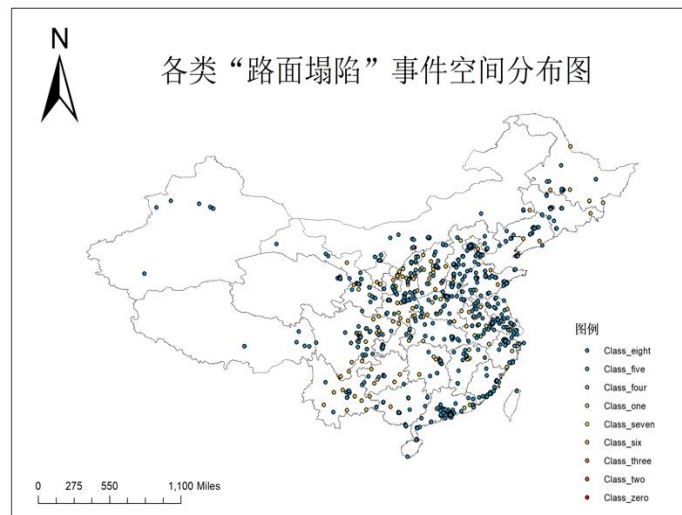 N
各类“路面塌陷”事件空间分布图
图例
Class_eight
Class_five
Class_four
Class_one
Class_seven
Class_six
Class_three
Class_two
Class_zero
0 275 550 1,100 Miles